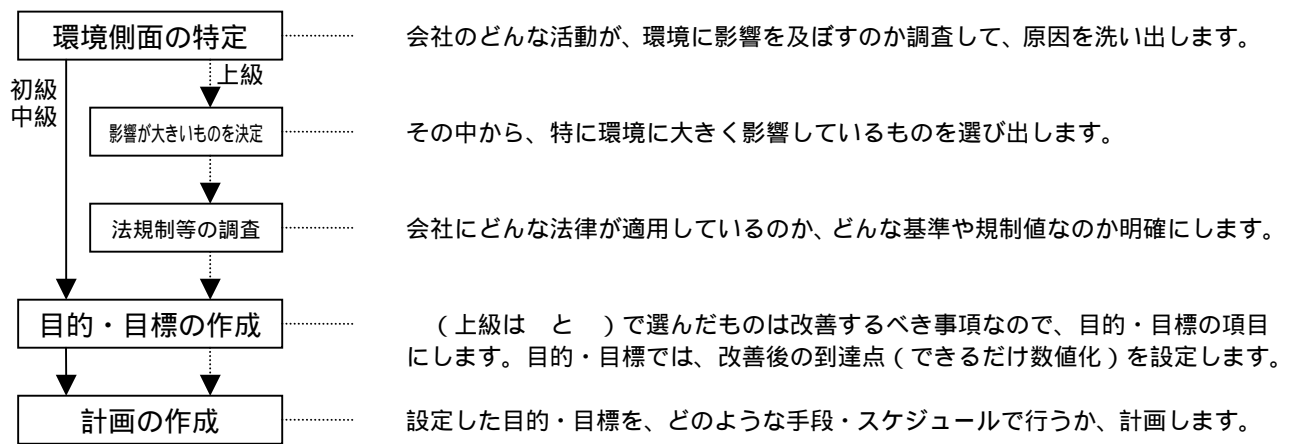 環境側面の特定
会社のどんな活動が、環境に影響を及ぼすのか調査して、原因を洗い出します。
上級
初級
中級
影響が大きいものを決定
その中から、特に環境に大きく影響しているものを選び出します。
法規制等の調査
会社にどんな法律が適用しているのか、どんな基準や規制値なのか明確にします。
目的・目標の作成
（上級は　と　）で選んだものは改善するべき事項なので、目的・目標の項目
にします。目的・目標では、改善後の到達点（できるだけ数値化）を設定します。
計画の作成
設定した目的・目標を、どのような手段・スケジュールで行うか、計画します。